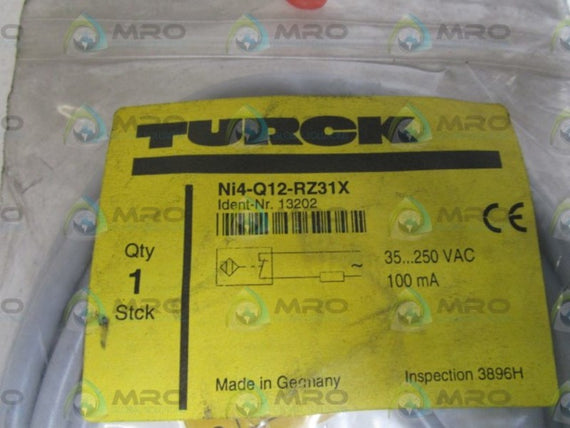 TURCK
Ni4-Q12-RZ31X
Ident-Nr. 13202
CE
Qty
1
Stck
35...250 VAC
~
100 mA
Made in Germany
Inspection 3896H
MRO